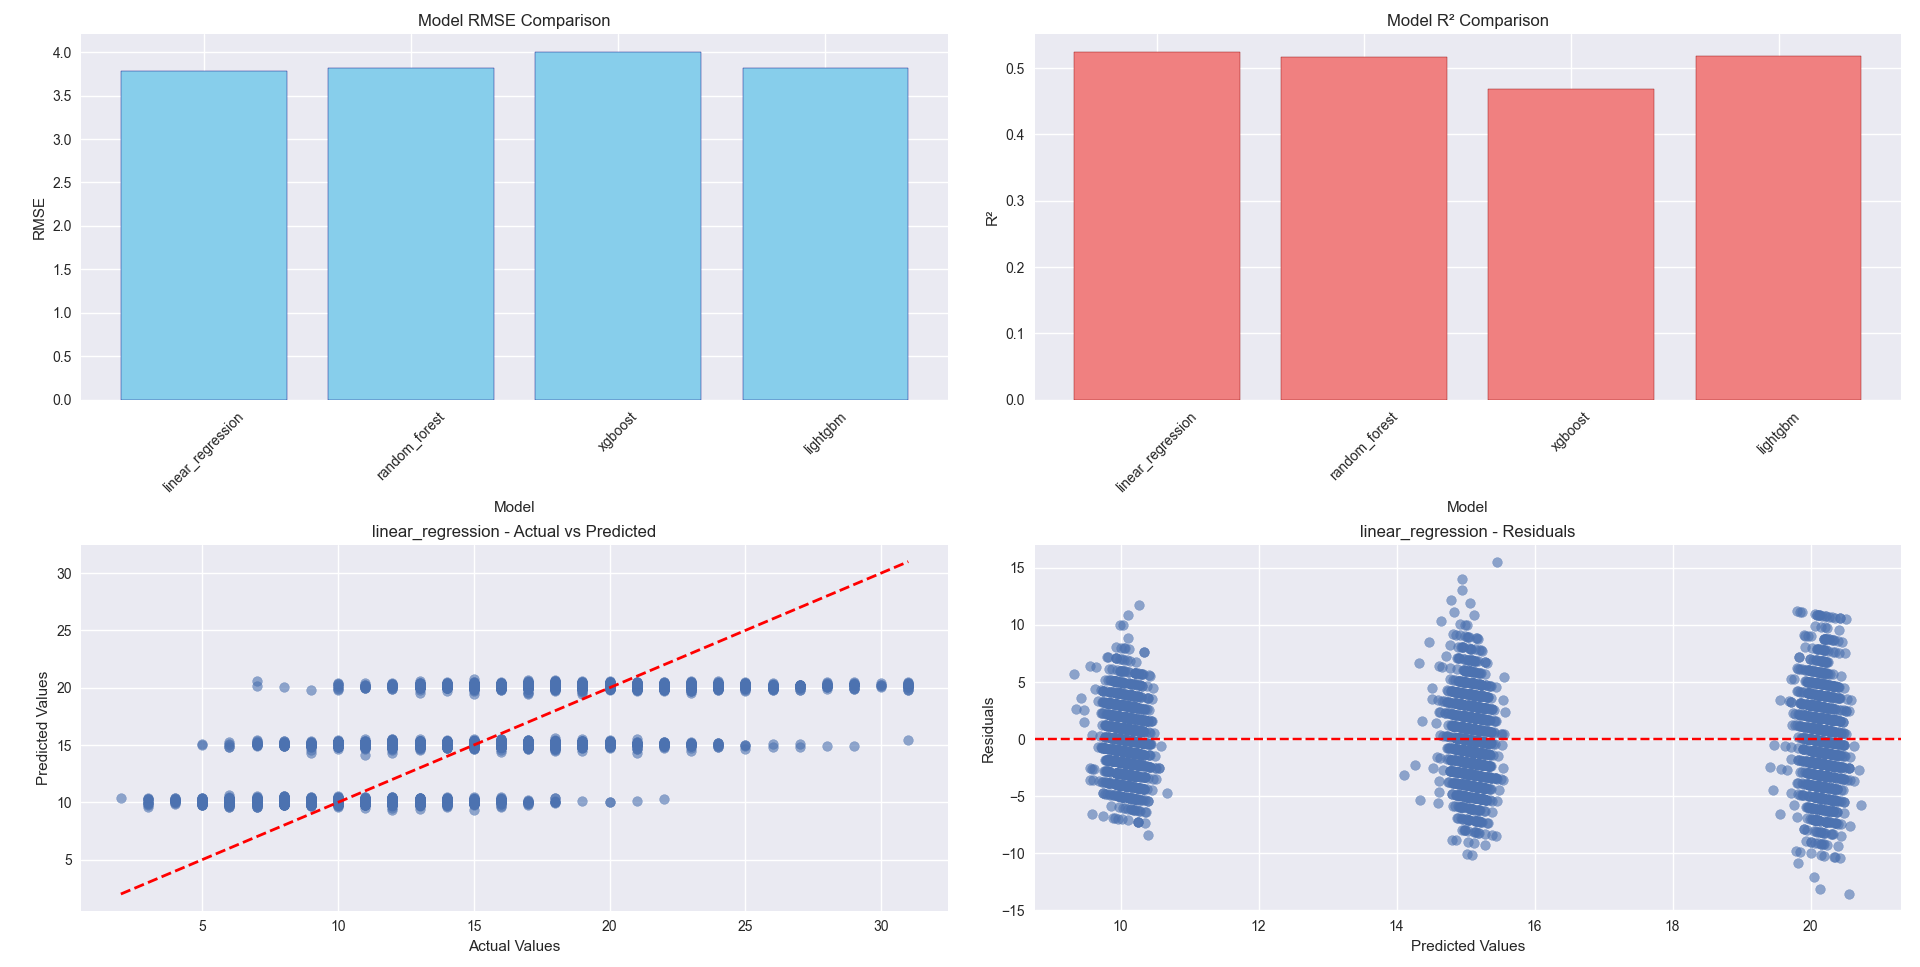 Model RMSE Comparison
4.0
3.5
3.0
2.5
2.0
1.5
1.0
0.5
0.0
RMSE
linear_regression
random_forest
xgboost
lightgbm
Model
Model R² Comparison
0.5
0.4
0.3
0.2
0.1
0.0
R²
linear_regression
random_forest
xgboost
lightgbm
Model
linear_regression - Actual vs Predicted
30
25
20
15
10
5
Predicted Values
5 10 15 20 25 30
Actual Values
linear_regression - Residuals
15
10
5
0
−5
−10
−15
Residuals
10 12 14 16 18 20
Predicted Values